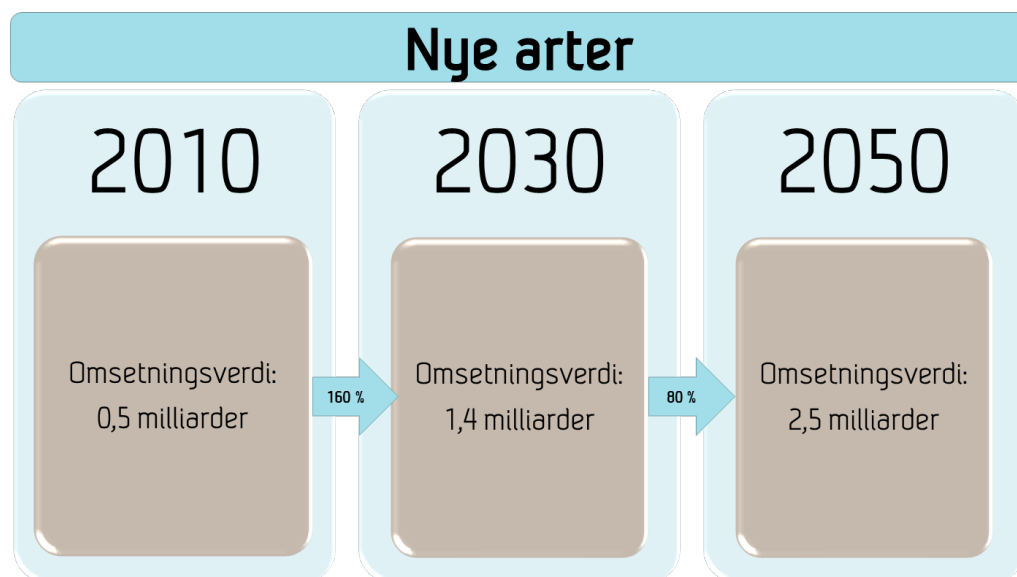 Nye arter
2010
2030
2050
Omsetningsverdi:
0,5 milliarder
160 %
Omsetningsverdi:
1,4 milliarder
80 %
Omsetningsverdi:
2,5 milliarder